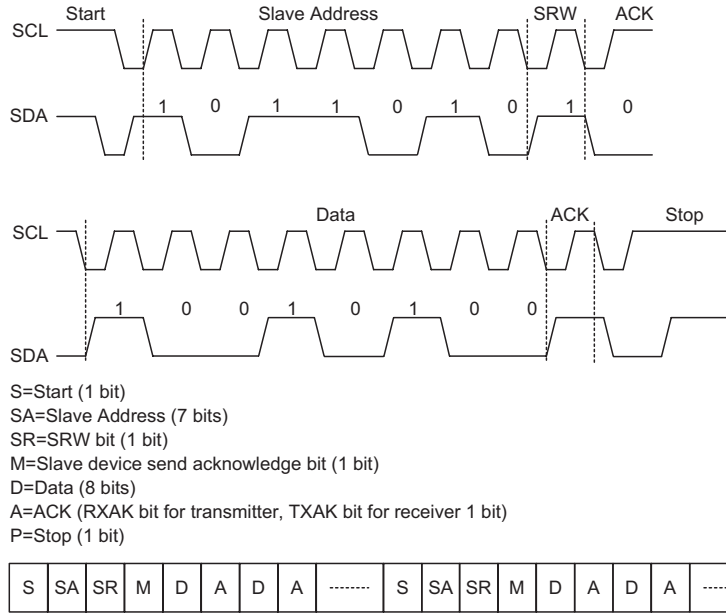 Start Slave Address SRW ACK
SCL
1 0 1 1 0 1 0 1 0
SDA
Data ACK Stop
SCL
1 0 0 1 0 1 0 0
SDA
S=Start (1 bit)
SA=Slave Address (7 bits)
SR=SRW bit (1 bit)
M=Slave device send acknowledge bit (1 bit)
D=Data (8 bits)
A=ACK (RXAK bit for transmitter, TXAK bit for receiver 1 bit)
P=Stop (1 bit)
S SA SR M D A D A S SA SR M D A D A